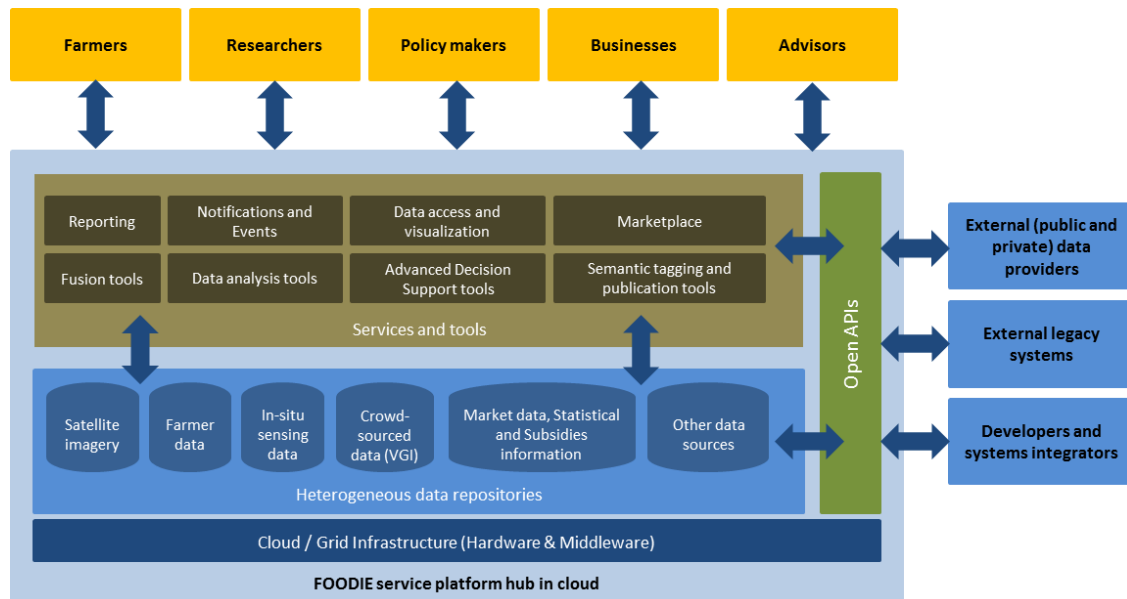 Farmers
Researchers
Policy makers
Businesses
Advisors
Reporting
Notifications and
Events
Data access and
visualization
Marketplace
Fusion tools
Data analysis tools
Advanced Decision
Support tools
Semantic tagging and
publication tools
Services and tools
Satellite
imagery
Farmer
data
In-situ
sensing
data
Crowd-
sourced
data (VGI)
Market data, Statistical
and Subsidies
information
Other data
sources
Heterogeneous data repositories
Open APIs
External (public and
private) data
providers
External legacy
systems
Developers and
systems integrators
Cloud / Grid Infrastructure (Hardware & Middleware)
FOODIE service platform hub in cloud